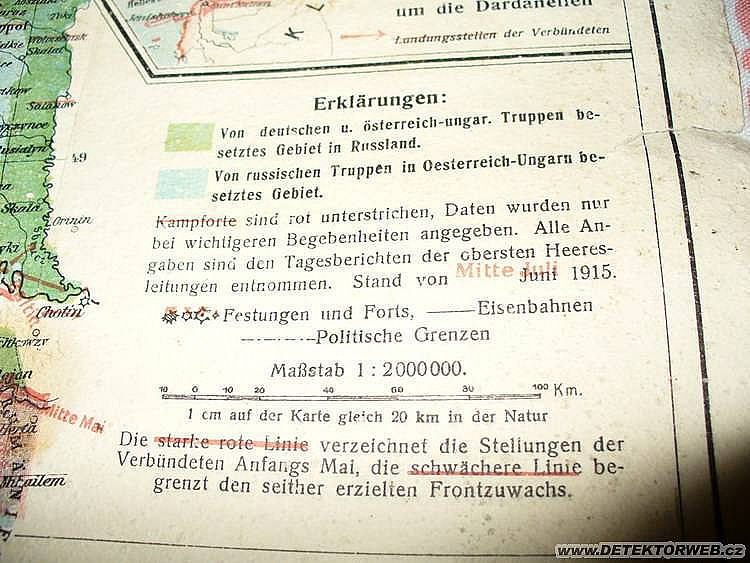 um die Dardanellen
Landungsstellen der Verbündeten
Erklärungen:
Von deutschen u. österreich-ungar. Truppen be-
setztes Gebiet in Russland.
Von russischen Truppen in Oesterreich-Ungarn be-
setztes Gebiet.
Kampforte sind rot unterstrichen, Daten wurden nur
bei wichtigeren Begebenheiten angegeben. Alle An-
gaben sind den Tagesberichten der obersten Heeres-
leitungen entnommen. Stand von Mitte Juli Juni 1915.
Festungen und Forts, Eisenbahnen
Politische Grenzen
Maßstab 1:2000000.
10 0 10 20 40 60 80 100 Km.
1 cm auf der Karte gleich 20 km in der Natur
Die starke rote Linie verzeichnet die Stellungen der
Verbündeten Anfangs Mai, die schwächere Linie be-
grenzt den seither erzielten Frontzuwachs.
Skalat
49
Skala
Orinin
Chotin
Mitte Mai
www.DETEKTORWEB.cz